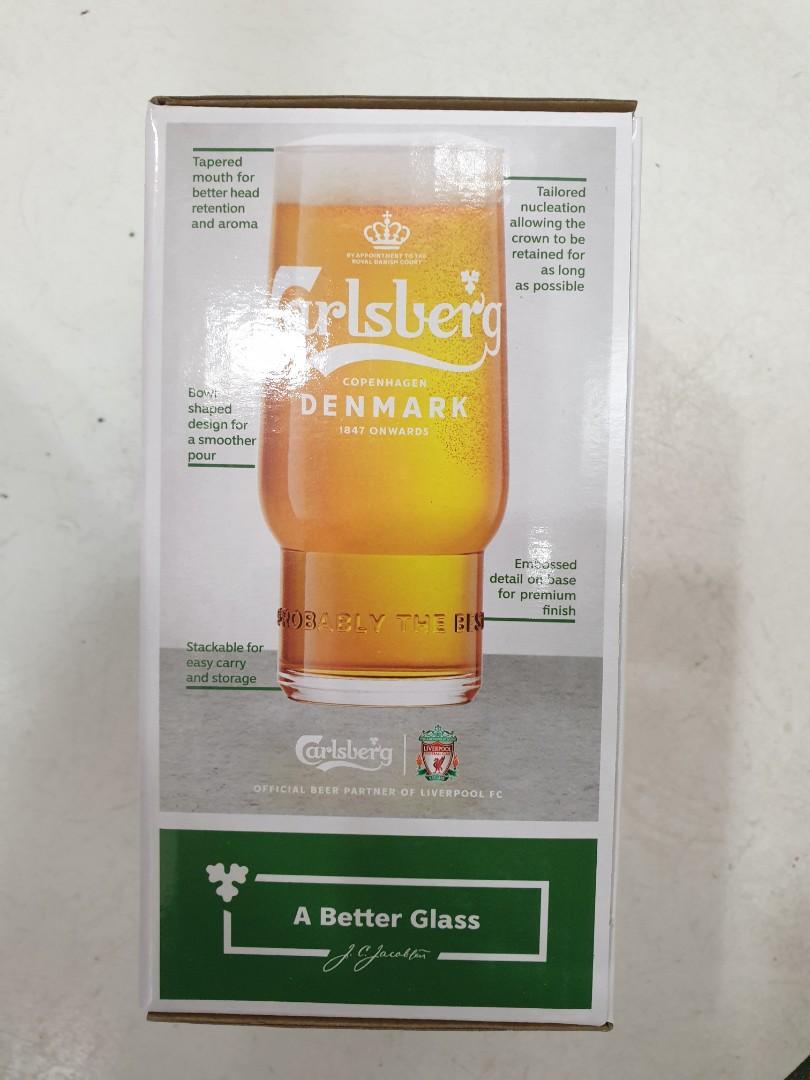 Tapered
mouth for
better head
retention
and aroma
Tailored
nucleation
allowing the
crown to be
retained for
as long
as possible
BY APPOINTMENT TO THE
ROYAL DANISH COURT
Carlsberg
COPENHAGEN
DENMARK
1847 ONWARDS
Bowl
shaped
design for
a smoother
pour
Embossed
detail on base
for premium
finish
PROBABLY THE BES
Stackable for
easy carry
and storage
Carlsberg
LIVERPOOL
OFFICIAL BEER PARTNER OF LIVERPOOL FC
A Better Glass
J.C. Jacobsen